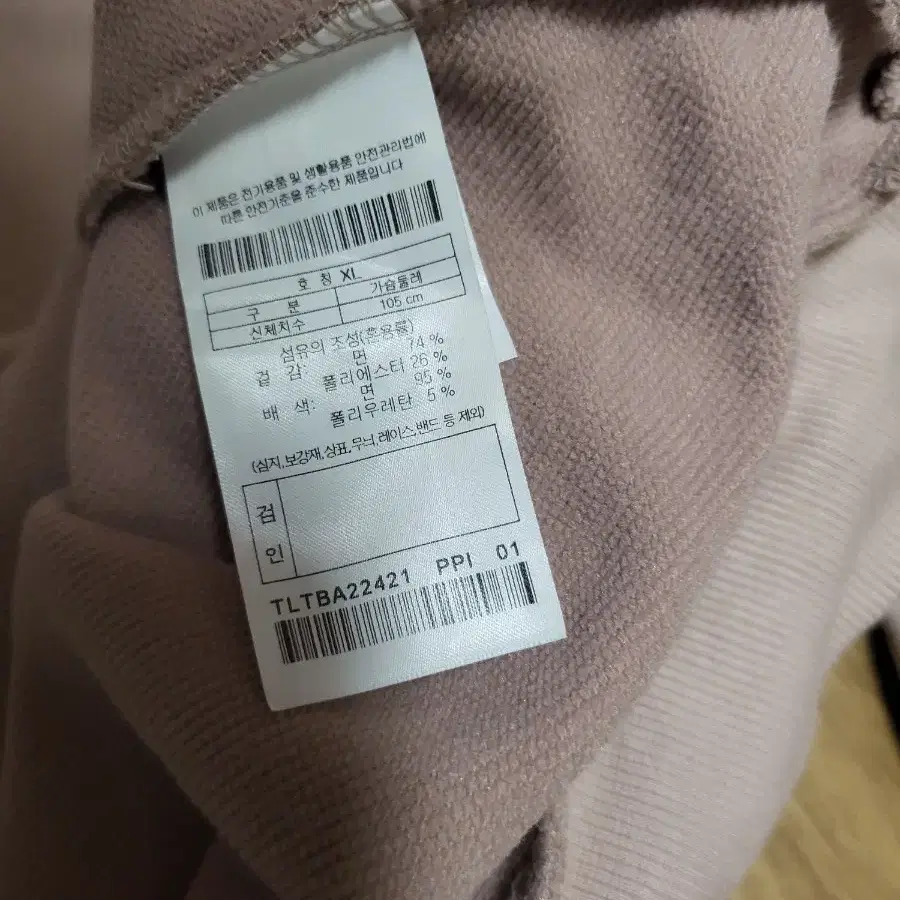 이 제품은 전기용품 및 생활용품 안전관리법에
따른 안전기준을 준수한 제품입니다
호 칭 XL
구 분 가슴둘레
신체치수 105 cm
섬유의 조성(혼용률)
겉 감: 면 74 %
폴리에스터 26 %
배 색: 면 95 %
폴리우레탄 5 %
(심지,보강재,상표,무늬,레이스,밴드 등 제외)
검
인
TLTBA22421 PPI 01